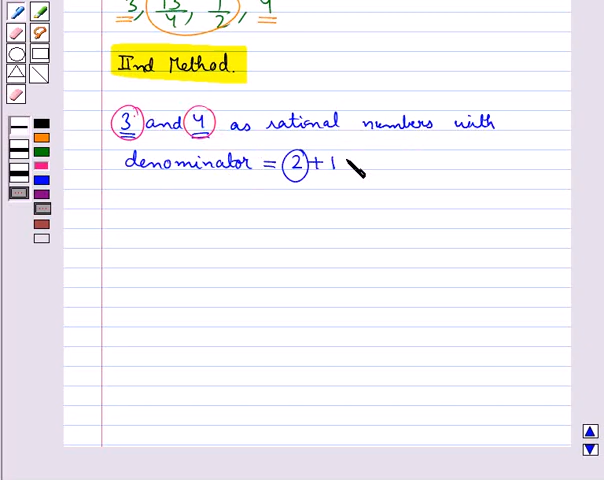 3, 13/4, 1/2, 4
IInd Method.
3 and 4 as rational numbers with
denominator = 2 + 1